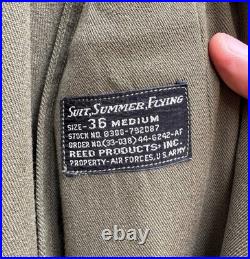 SUIT, SUMMER, FLYING
SIZE-36 MEDIUM
STOCK NO. 8300-792087
ORDER NO. (33-038) 44-6242-AF
REED PRODUCTS, INC.
PROPERTY-AIR FORCES, U.S. ARMY